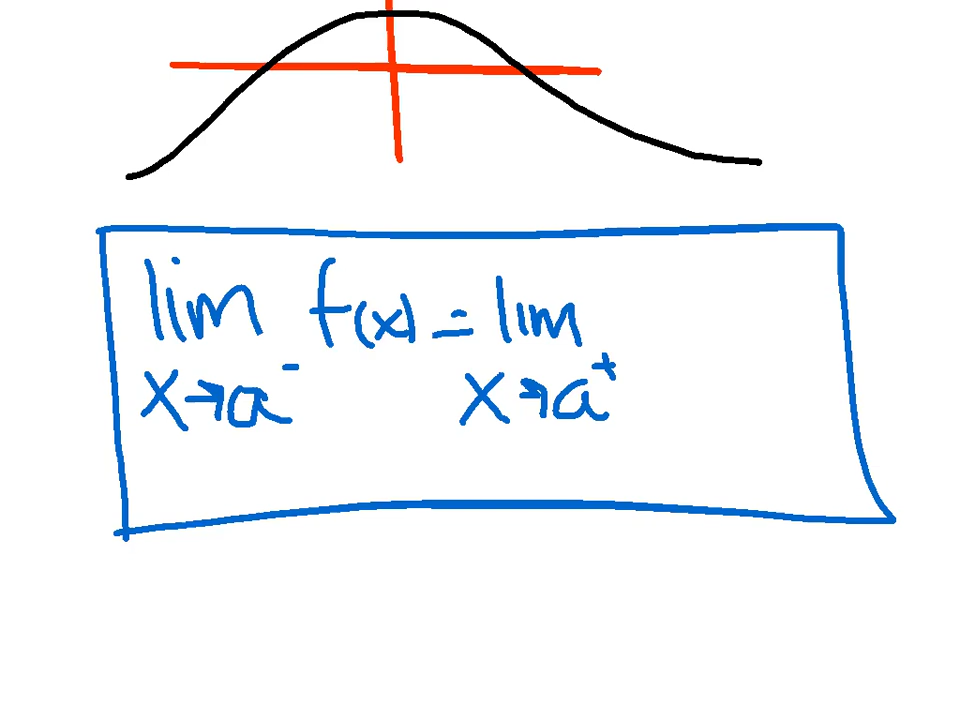 lim f(x) = lim
x→a⁻ x→a⁺